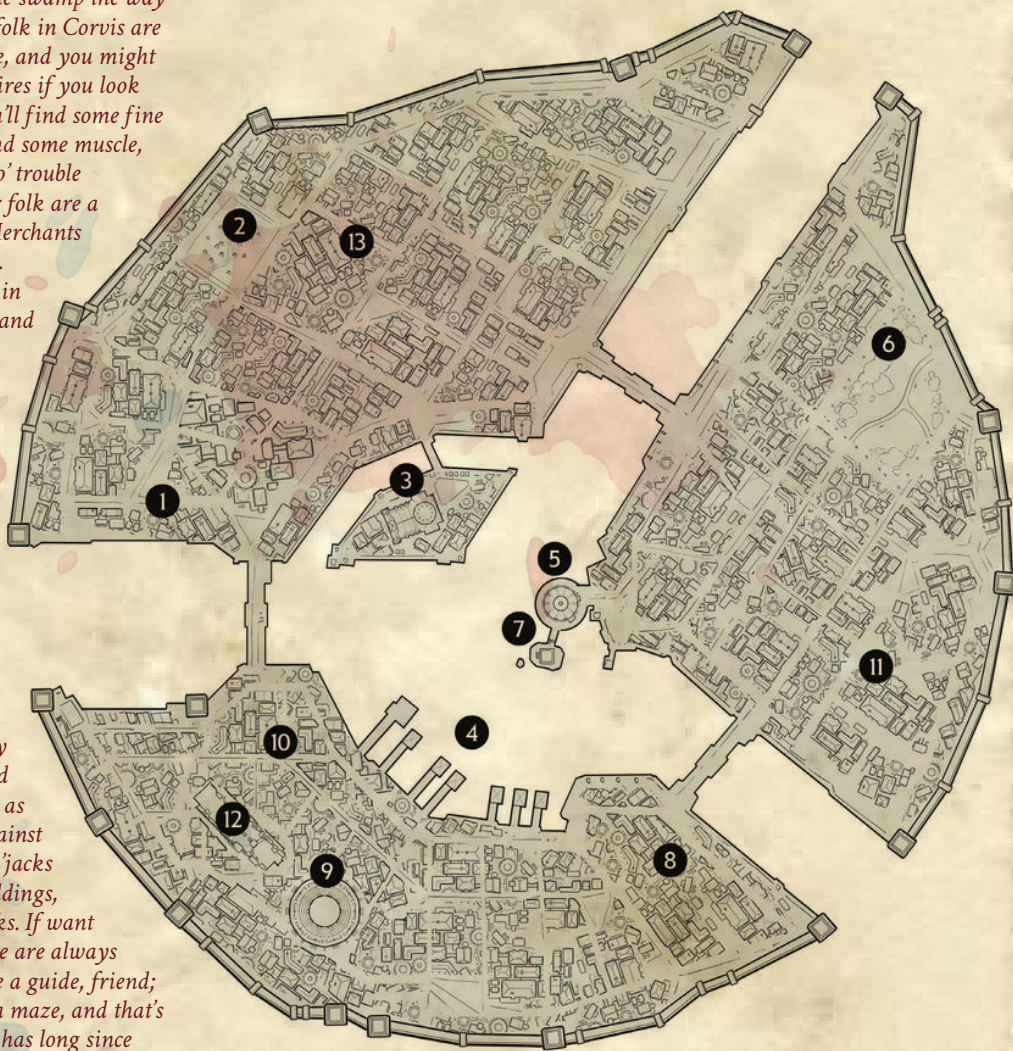 swamp the way
folk in Corvis are
, and you might
ires if you look
'll find some fine
nd some muscle,
o' trouble
folk are a
Merchants
in
and
2
13
6
1
3
5
7
4
11
10
12
8
9
as
ainst
'jacks
ldings,
ks. If want
e are always
e a guide, friend;
n maze, and that's
has long since